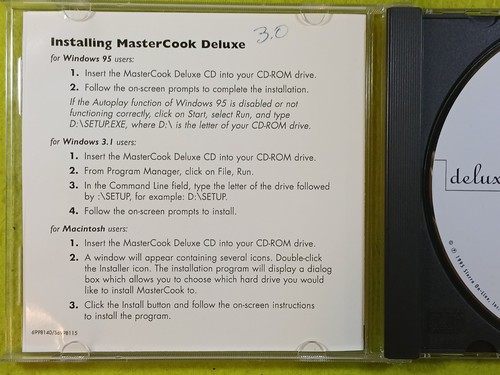 Installing MasterCook Deluxe
3.0
for Windows 95 users:
1. Insert the MasterCook Deluxe CD into your CD-ROM drive.
2. Follow the on-screen prompts to complete the installation.
If the Autoplay function of Windows 95 is disabled or not
functioning correctly, click on Start, select Run, and type
D:\SETUP.EXE, where D:\ is the letter of your CD-ROM drive.
for Windows 3.1 users:
1. Insert the MasterCook Deluxe CD into your CD-ROM drive.
2. From Program Manager, click on File, Run.
3. In the Command Line field, type the letter of the drive followed
by :\SETUP, for example: D:\SETUP.
4. Follow the on-screen prompts to install.
for Macintosh users:
1. Insert the MasterCook Deluxe CD into your CD-ROM drive.
2. A window will appear containing several icons. Double-click
the Installer icon. The installation program will display a dialog
box which allows you to choose which hard drive you would
like to install MasterCook to.
3. Click the Install button and follow the on-screen instructions
to install the program.
delux
© ℗ 1995 Sierra On-Line, Inc.